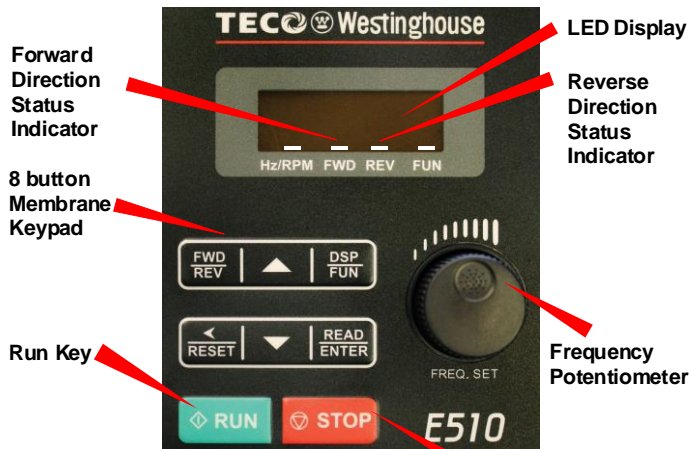 TECO W Westinghouse
LED Display
Forward
Direction
Status
Indicator
Reverse
Direction
Status
Indicator
Hz/RPM FWD REV FUN
8 button
Membrane
Keypad
FWD
REV
▲
DSP
FUN
<
RESET
▼
READ
ENTER
FREQ. SET
Run Key
Frequency
Potentiometer
RUN
STOP
E510